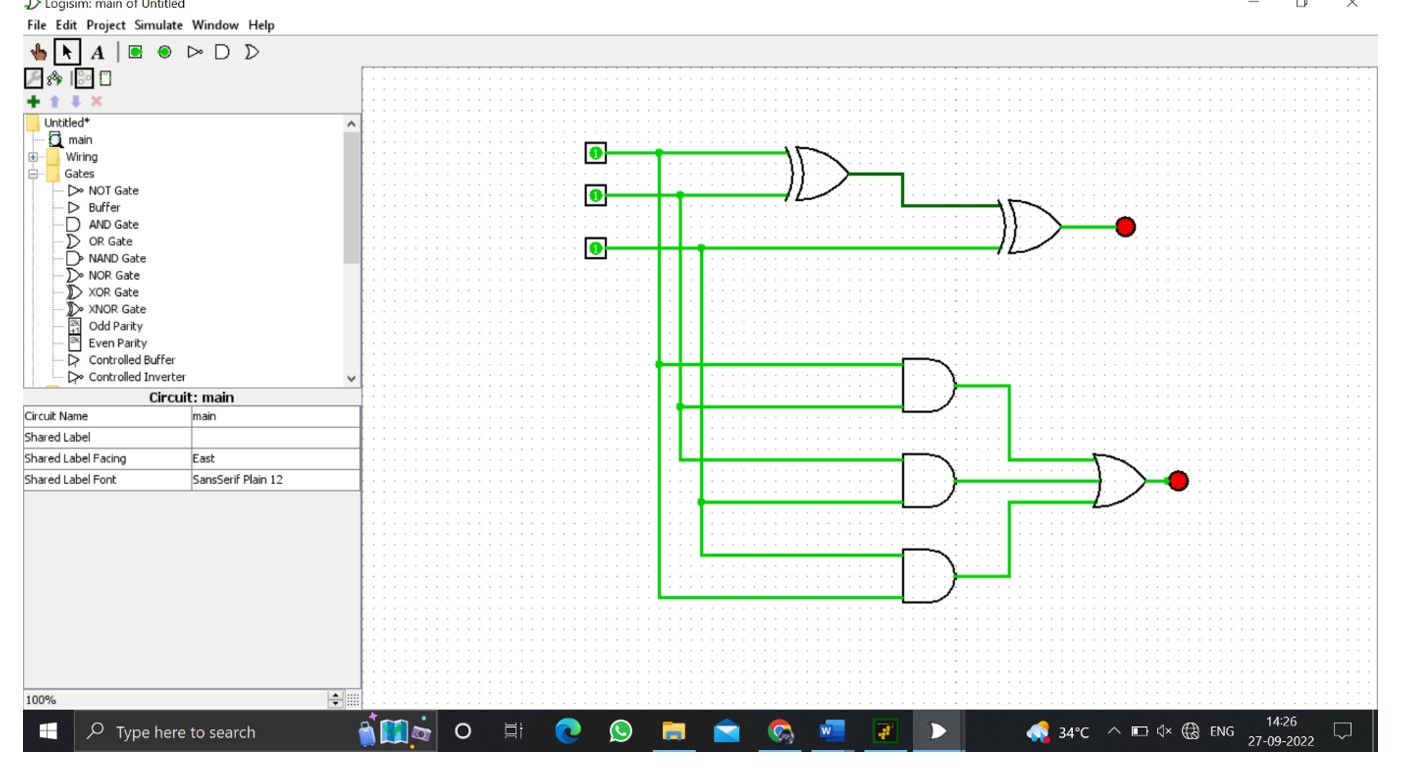 Logisim: main of Untitled
File Edit Project Simulate Window Help
A
Untitled*
main
Wiring
Gates
NOT Gate
Buffer
AND Gate
OR Gate
NAND Gate
NOR Gate
XOR Gate
XNOR Gate
Odd Parity
Even Parity
Controlled Buffer
Controlled Inverter
Circuit: main
Circuit Name main
Shared Label
Shared Label Facing East
Shared Label Font SansSerif Plain 12
100%
1
1
1
Type here to search
34°C ENG
14:26
27-09-2022